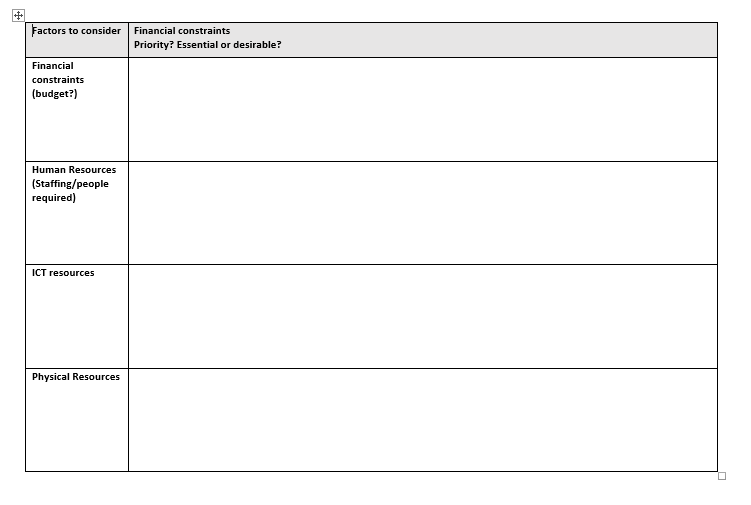 Factors to consider
Financial constraints
Priority? Essential or desirable?
Financial
constraints
(budget?)
Human Resources
(Staffing/people
required)
ICT resources
Physical Resources